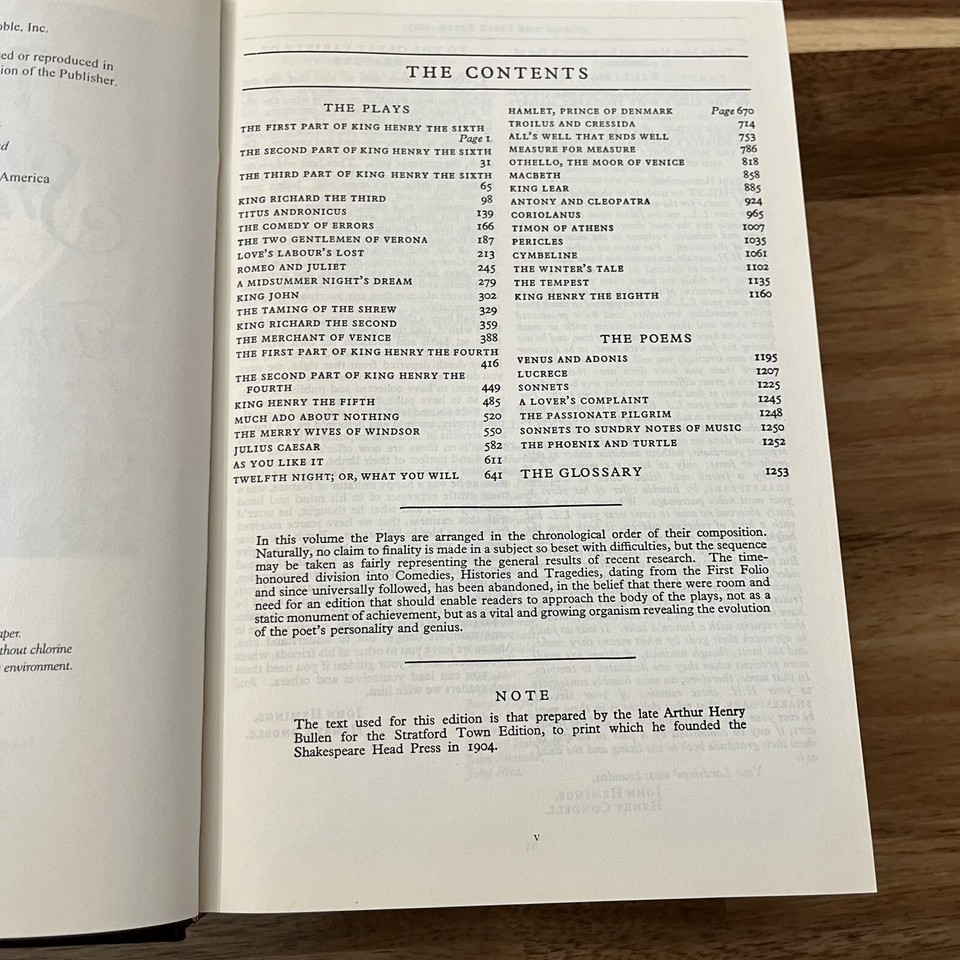 oble, Inc.
ed or reproduced in
ion of the Publisher.
America
aper.
thout chlorine
environment.
THE CONTENTS
THE PLAYS
THE FIRST PART OF KING HENRY THE SIXTH
Page 1
THE SECOND PART OF KING HENRY THE SIXTH
31
THE THIRD PART OF KING HENRY THE SIXTH
65
KING RICHARD THE THIRD 98
TITUS ANDRONICUS 139
THE COMEDY OF ERRORS 166
THE TWO GENTLEMEN OF VERONA 187
LOVE'S LABOUR'S LOST 213
ROMEO AND JULIET 245
A MIDSUMMER NIGHT'S DREAM 279
KING JOHN 302
THE TAMING OF THE SHREW 329
KING RICHARD THE SECOND 359
THE MERCHANT OF VENICE 388
THE FIRST PART OF KING HENRY THE FOURTH
416
THE SECOND PART OF KING HENRY THE
FOURTH 449
KING HENRY THE FIFTH 485
MUCH ADO ABOUT NOTHING 520
THE MERRY WIVES OF WINDSOR 550
JULIUS CAESAR 582
AS YOU LIKE IT 611
TWELFTH NIGHT; OR, WHAT YOU WILL 641
HAMLET, PRINCE OF DENMARK Page 670
TROILUS AND CRESSIDA 714
ALL'S WELL THAT ENDS WELL 753
MEASURE FOR MEASURE 786
OTHELLO, THE MOOR OF VENICE 818
MACBETH 858
KING LEAR 885
ANTONY AND CLEOPATRA 924
CORIOLANUS 965
TIMON OF ATHENS 1007
PERICLES 1035
CYMBELINE 1061
THE WINTER'S TALE 1102
THE TEMPEST 1135
KING HENRY THE EIGHTH 1160
THE POEMS
VENUS AND ADONIS 1195
LUCRECE 1207
SONNETS 1225
A LOVER'S COMPLAINT 1245
THE PASSIONATE PILGRIM 1248
SONNETS TO SUNDRY NOTES OF MUSIC 1250
THE PHOENIX AND TURTLE 1252
THE GLOSSARY 1253
In this volume the Plays are arranged in the chronological order of their composition.
Naturally, no claim to finality is made in a subject so beset with difficulties, but the sequence
may be taken as fairly representing the general results of recent research. The time-
honoured division into Comedies, Histories and Tragedies, dating from the First Folio
and since universally followed, has been abandoned, in the belief that there were room and
need for an edition that should enable readers to approach the body of the plays, not as a
static monument of achievement, but as a vital and growing organism revealing the evolution
of the poet's personality and genius.
NOTE
The text used for this edition is that prepared by the late Arthur Henry
Bullen for the Stratford Town Edition, to print which he founded the
Shakespeare Head Press in 1904.
v